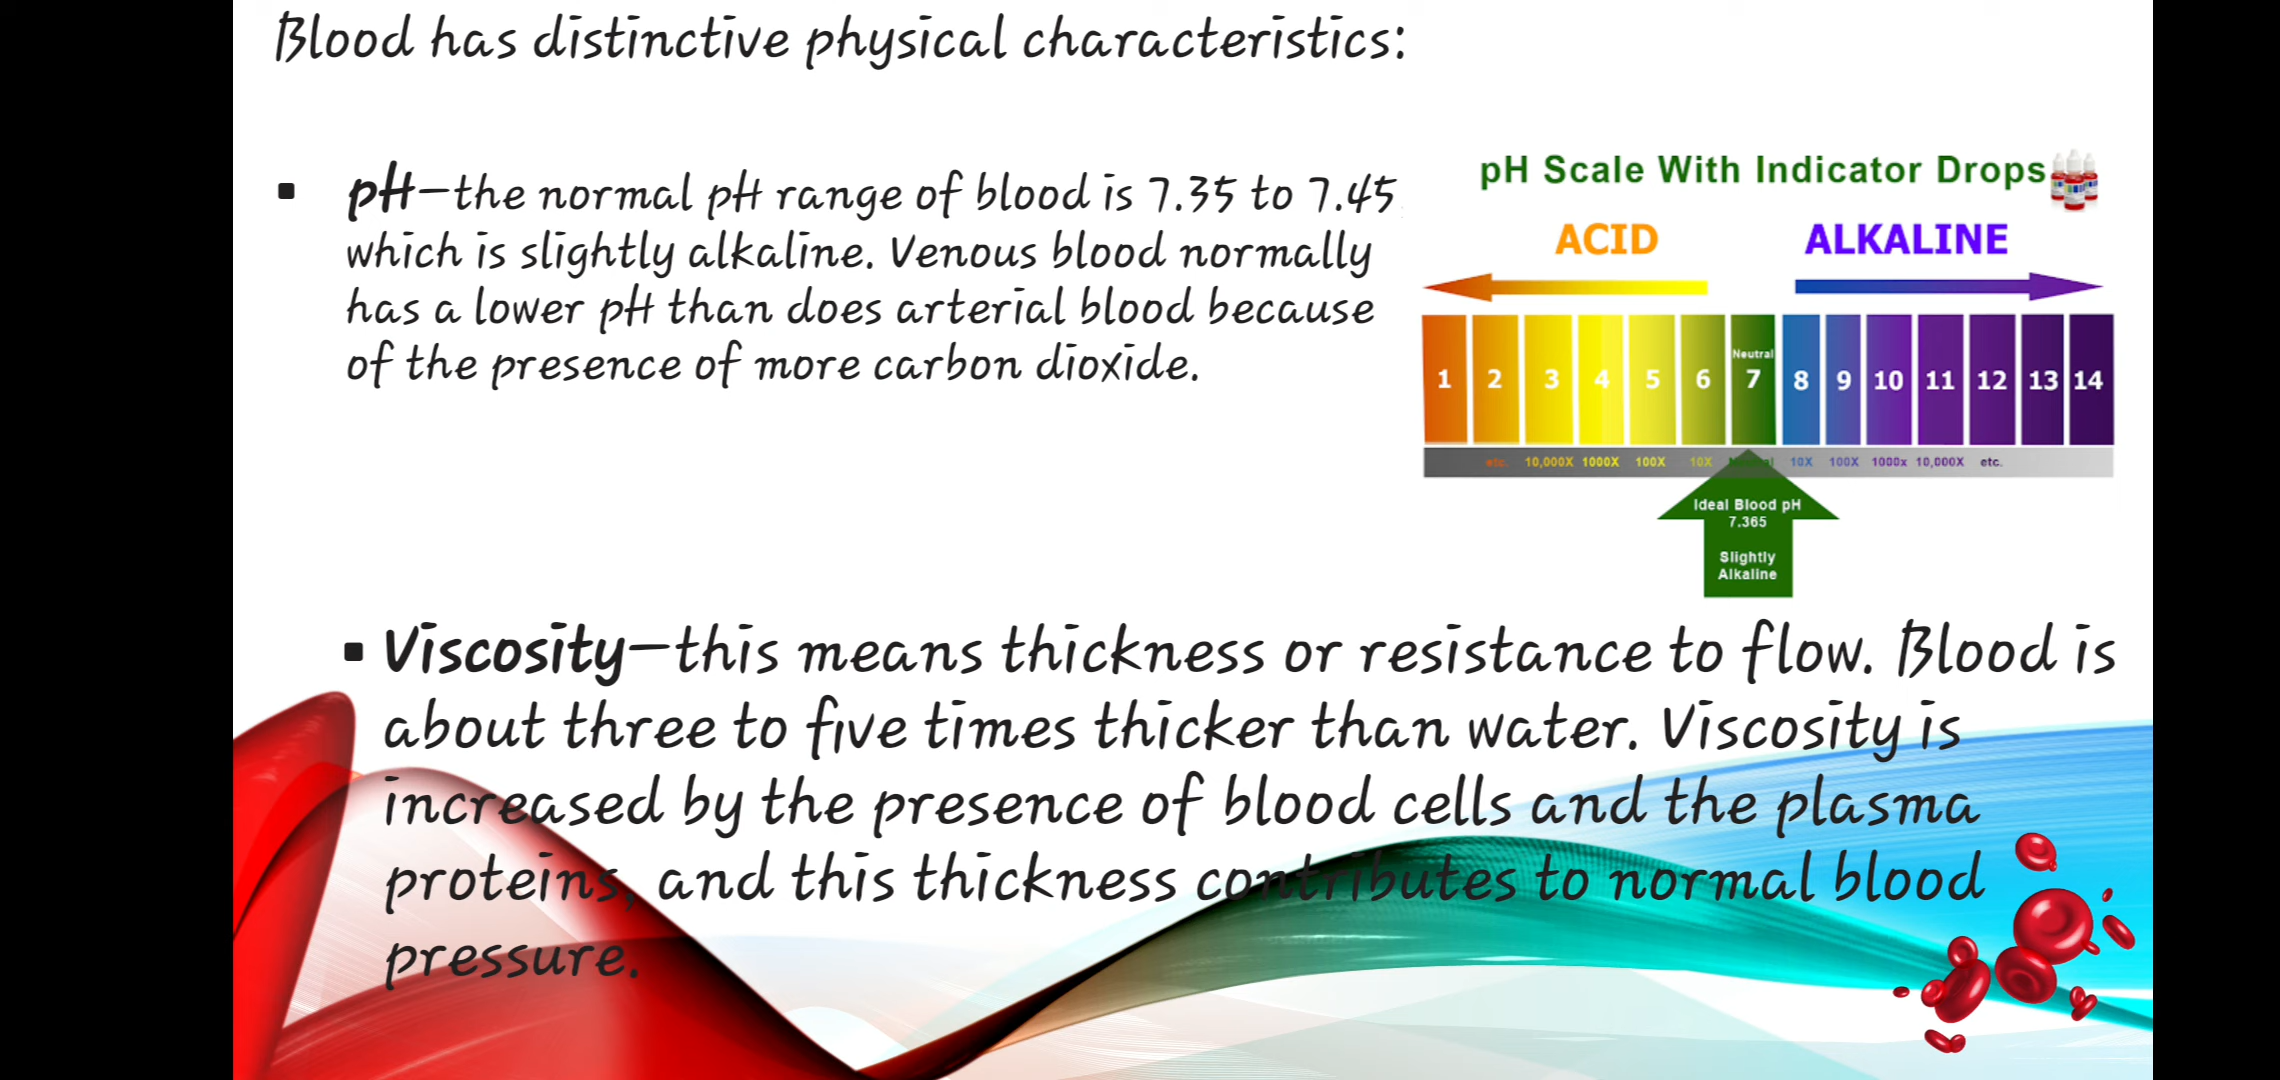 Blood has distinctive physical characteristics:
▪ pH—the normal pH range of blood is 7.35 to 7.45
which is slightly alkaline. Venous blood normally
has a lower pH than does arterial blood because
of the presence of more carbon dioxide.
pH Scale With Indicator Drops
ACID ALKALINE
Neutral
1 2 3 4 5 6 7 8 9 10 11 12 13 14
etc. 10,000X 1000X 100X 10X Neutral 10X 100X 1000x 10,000X etc.
Ideal Blood pH
7.365
Slightly
Alkaline
▪ Viscosity—this means thickness or resistance to flow. Blood is
about three to five times thicker than water. Viscosity is
increased by the presence of blood cells and the plasma
proteins, and this thickness contributes to normal blood
pressure.